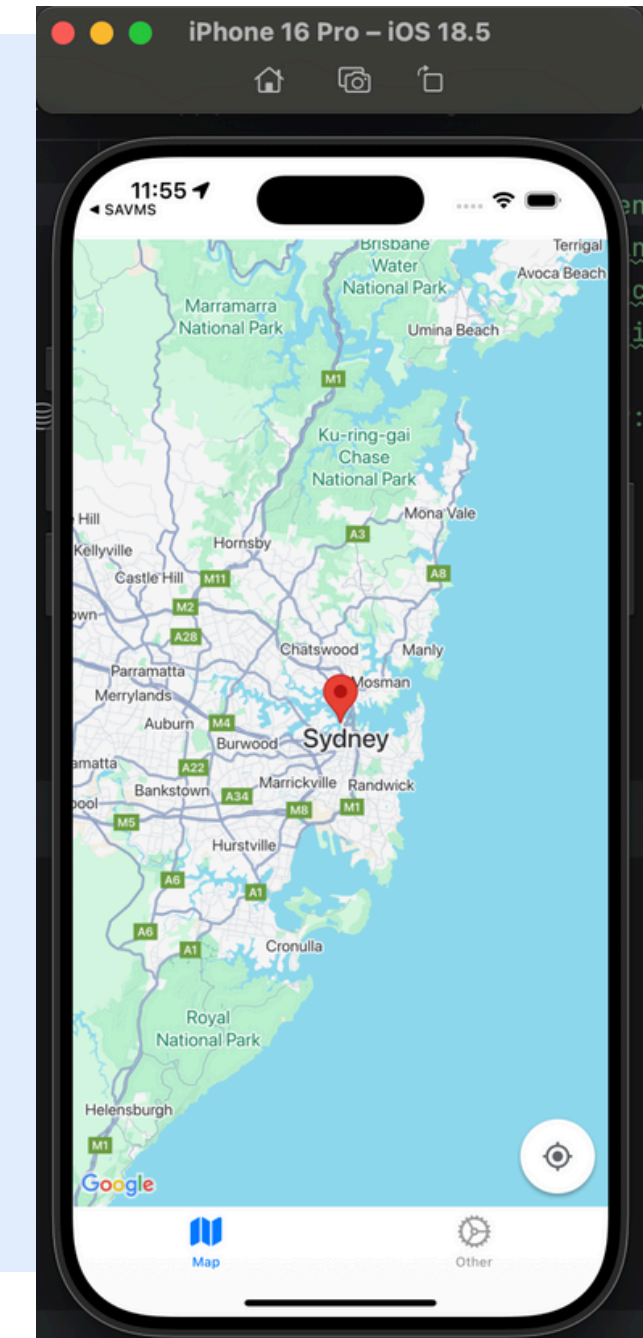 iPhone 16 Pro – iOS 18.5
11:55
◀ SAVMS
Brisbane
Water
National Park
Terrigal
Avoca Beach
Marramarra
National Park
Umina Beach
M1
Ku-ring-gai
Chase
National Park
Mona Vale
Hill
Kellyville
Hornsby
A3
Castle Hill
M11
A8
M2
own
A28
Chatswood
Manly
Parramatta
Mosman
Merrylands
Auburn
M4
Burwood
Sydney
amatta
A22
Bankstown
A34
Marrickville
Randwick
pool
M5
M8
M1
Hurstville
A6
A1
A6
A1
Cronulla
Royal
National Park
Helensburgh
M1
Google
Map
Other